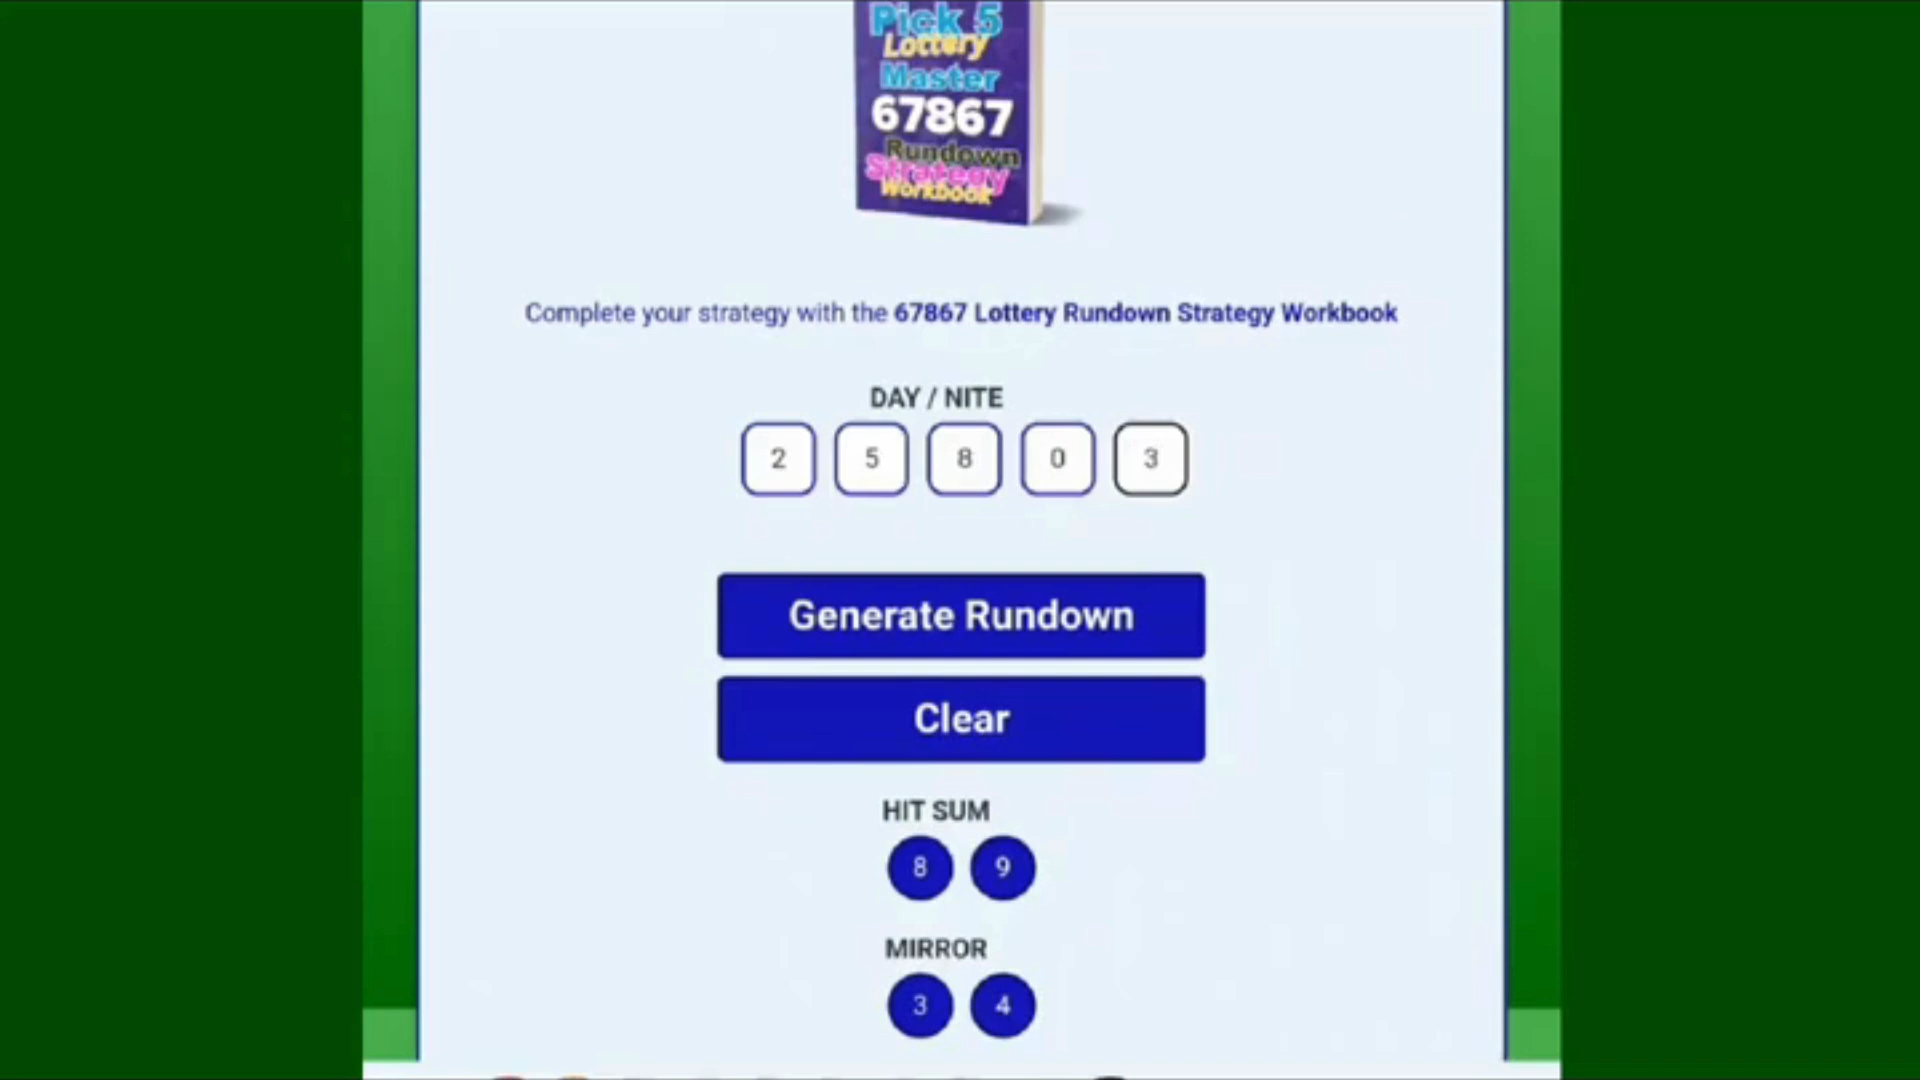 Pick 5
Lottery
Master
67867
Rundown
Strategy
Workbook
Complete your strategy with the 67867 Lottery Rundown Strategy Workbook
DAY / NITE
2 5 8 0 3
Generate Rundown
Clear
HIT SUM
8 9
MIRROR
3 4